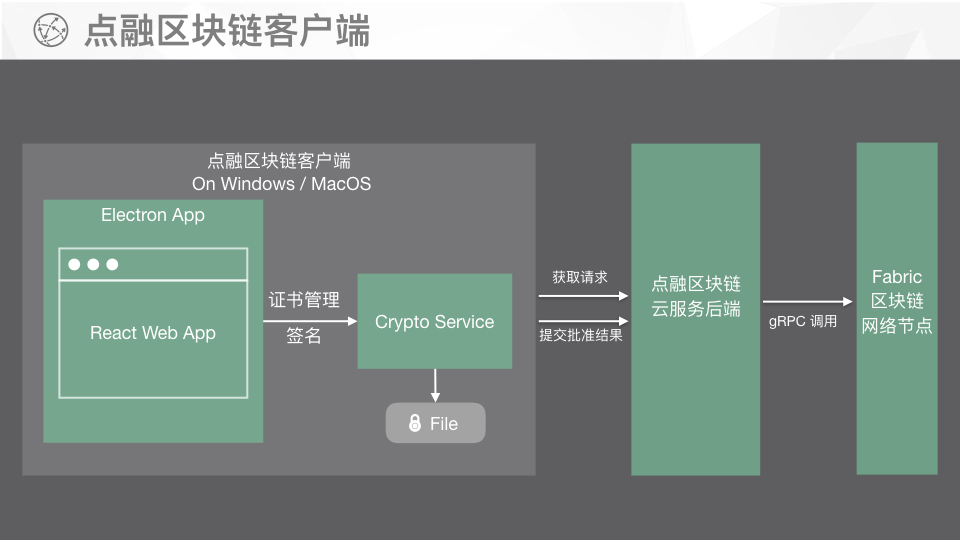 点融区块链客户端
点融区块链客户端
On Windows / MacOS
Electron App
React Web App
证书管理
签名
Crypto Service
File
获取请求
提交批准结果
点融区块链
云服务后端
gRPC 调用
Fabric
区块链
网络节点